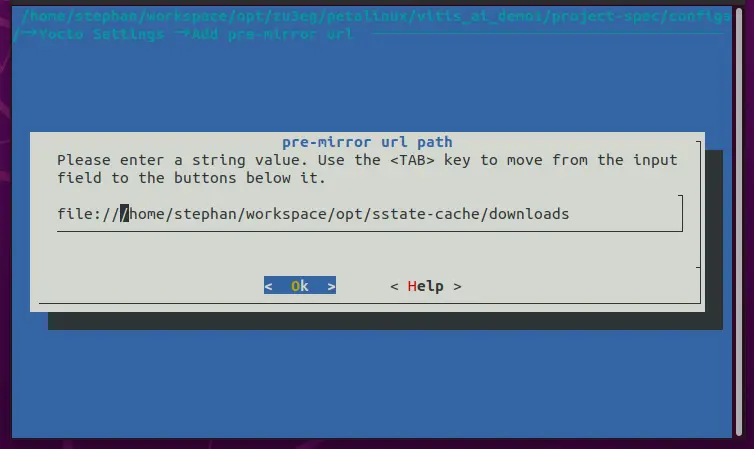 /home/stephan/workspace/opt/zu3eg/petalinux/vitis_ai_demo1/project-spec/configs
/→Yocto Settings →Add pre-mirror url
pre-mirror url path
Please enter a string value. Use the <TAB> key to move from the input
field to the buttons below it.
file:///home/stephan/workspace/opt/sstate-cache/downloads
< Ok > < Help >